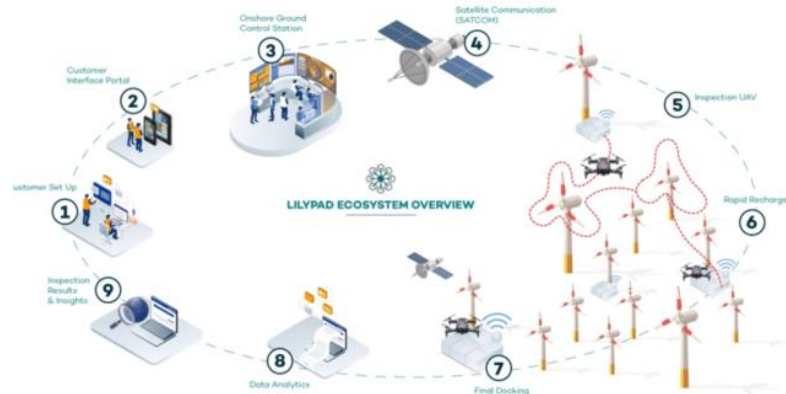 Onshore Ground
Control Station
3
Satellite Communication
(SATCOM)
4
Customer
Interface Portal
2
5
Inspection UAV
ustomer Set Up
1
LILYPAD ECOSYSTEM OVERVIEW
Rapid Recharge
6
Inspection
Results
& Insights
9
8
Data Analytics
7
Final Docking